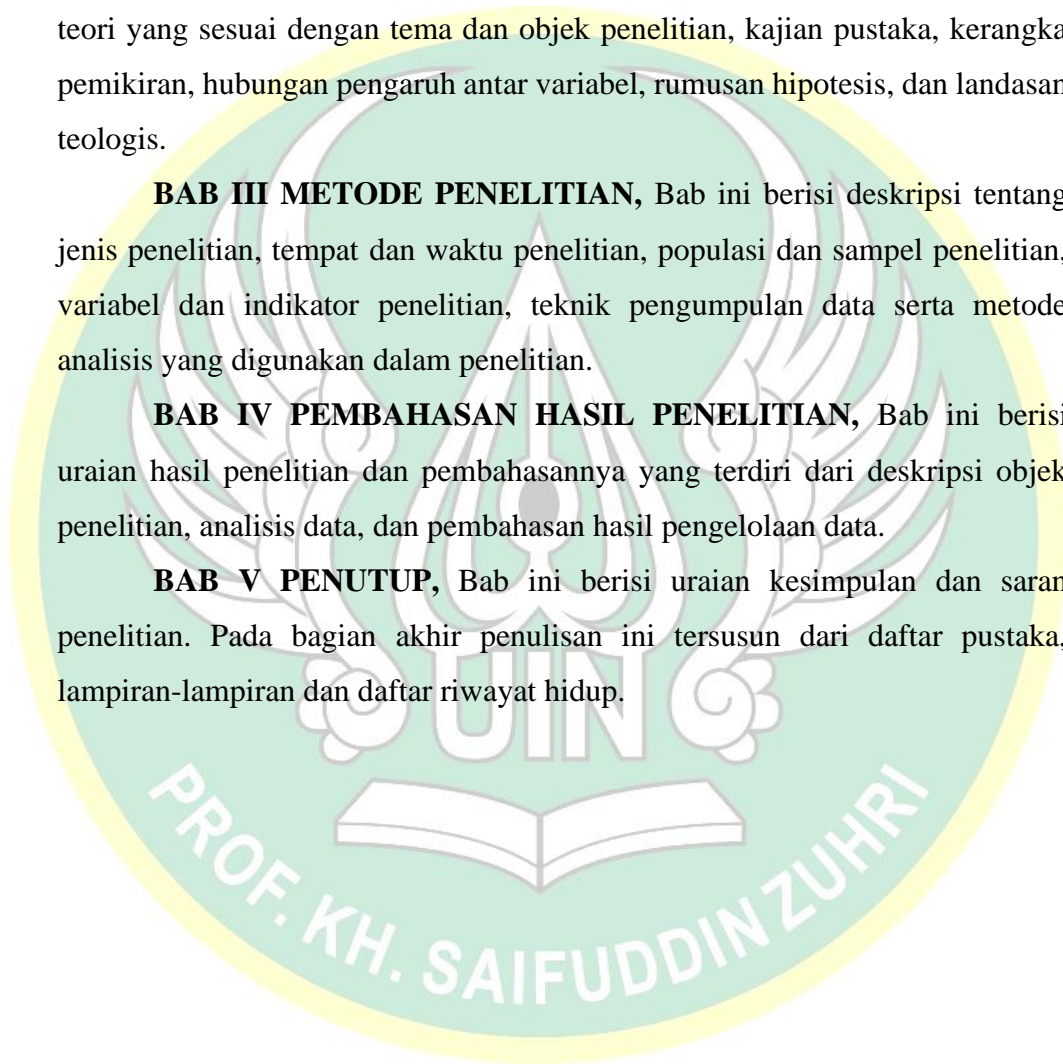 teori yang sesuai dengan tema dan objek penelitian, kajian pustaka, kerangka
pemikiran, hubungan pengaruh antar variabel, rumusan hipotesis, dan landasan
teologis.
BAB III METODE PENELITIAN, Bab ini berisi deskripsi tentang
jenis penelitian, tempat dan waktu penelitian, populasi dan sampel penelitian,
variabel dan indikator penelitian, teknik pengumpulan data serta metode
analisis yang digunakan dalam penelitian.
BAB IV PEMBAHASAN HASIL PENELITIAN, Bab ini berisi
uraian hasil penelitian dan pembahasannya yang terdiri dari deskripsi objek
penelitian, analisis data, dan pembahasan hasil pengelolaan data.
BAB V PENUTUP, Bab ini berisi uraian kesimpulan dan saran
penelitian. Pada bagian akhir penulisan ini tersusun dari daftar pustaka,
lampiran-lampiran dan daftar riwayat hidup.
UIN
PROF. KH. SAIFUDDIN ZUHRI